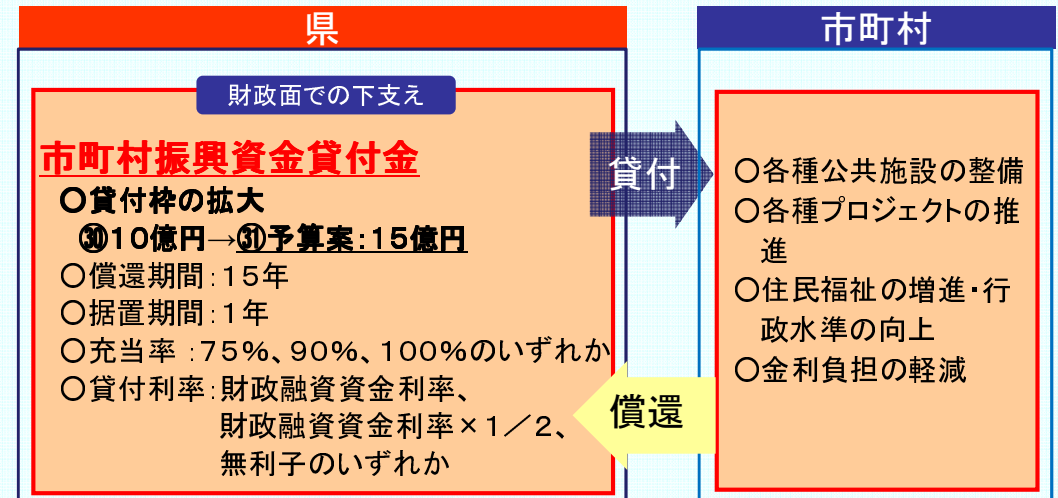 県
財政面での下支え
市町村振興資金貸付金
○貸付枠の拡大
㉚10億円→㉛予算案:15億円
○償還期間:15年
○据置期間:1年
○充当率 :75%、90%、100%のいずれか
○貸付利率:財政融資資金利率、
財政融資資金利率×1/2、
無利子のいずれか
貸付
償還
市町村
○各種公共施設の整備
○各種プロジェクトの推
進
○住民福祉の増進・行
政水準の向上
○金利負担の軽減